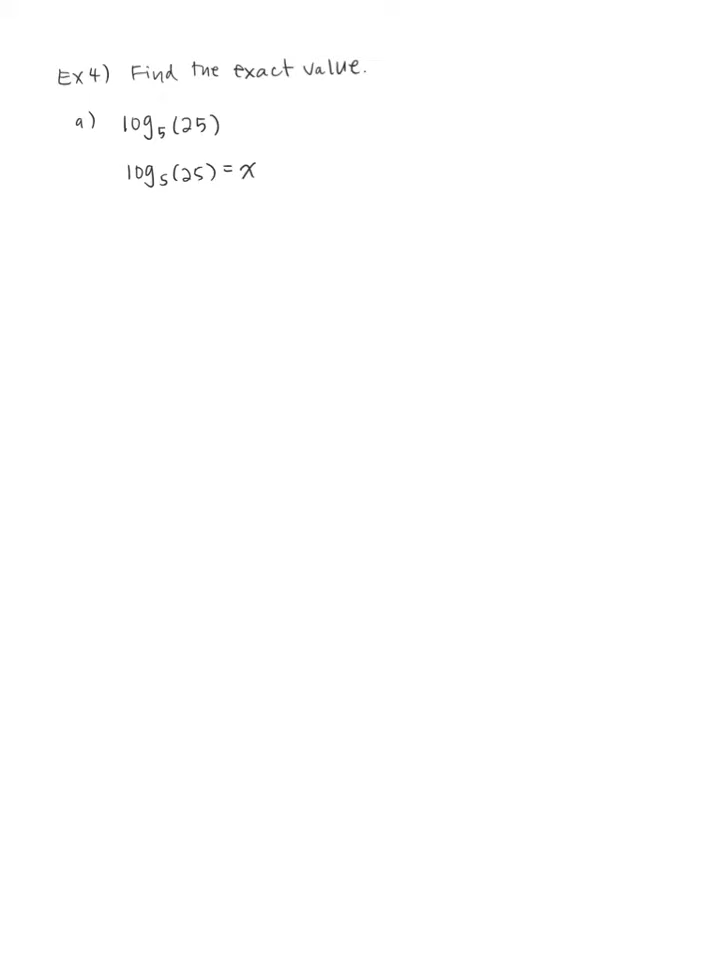 Ex 4) Find the exact value.
a) log₅(25)
log₅(25) = x